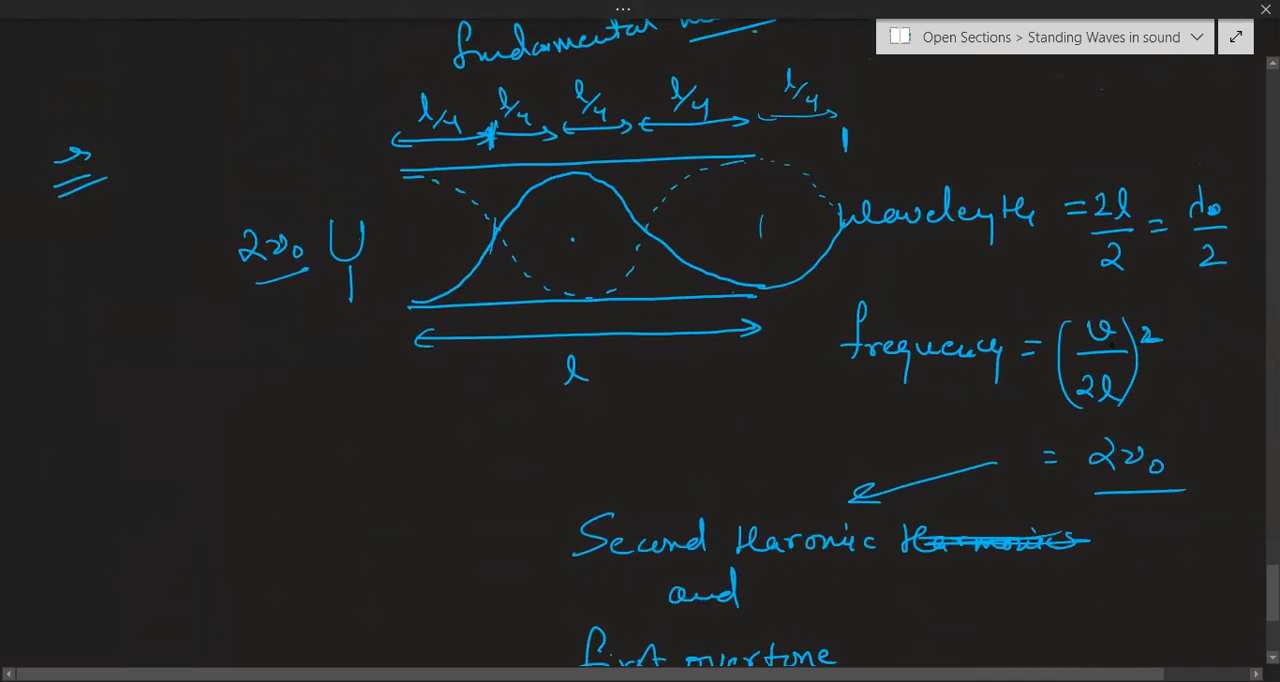 Open Sections > Standing Waves in sound
fundamental
l/4 l/4 l/4 l/4 l/4
wavelength = 2l/2 = λ0/2
2ν0
frequency = (v/2l)2
l
= 2ν0
Second Haronic Harmonics
and
first overtone